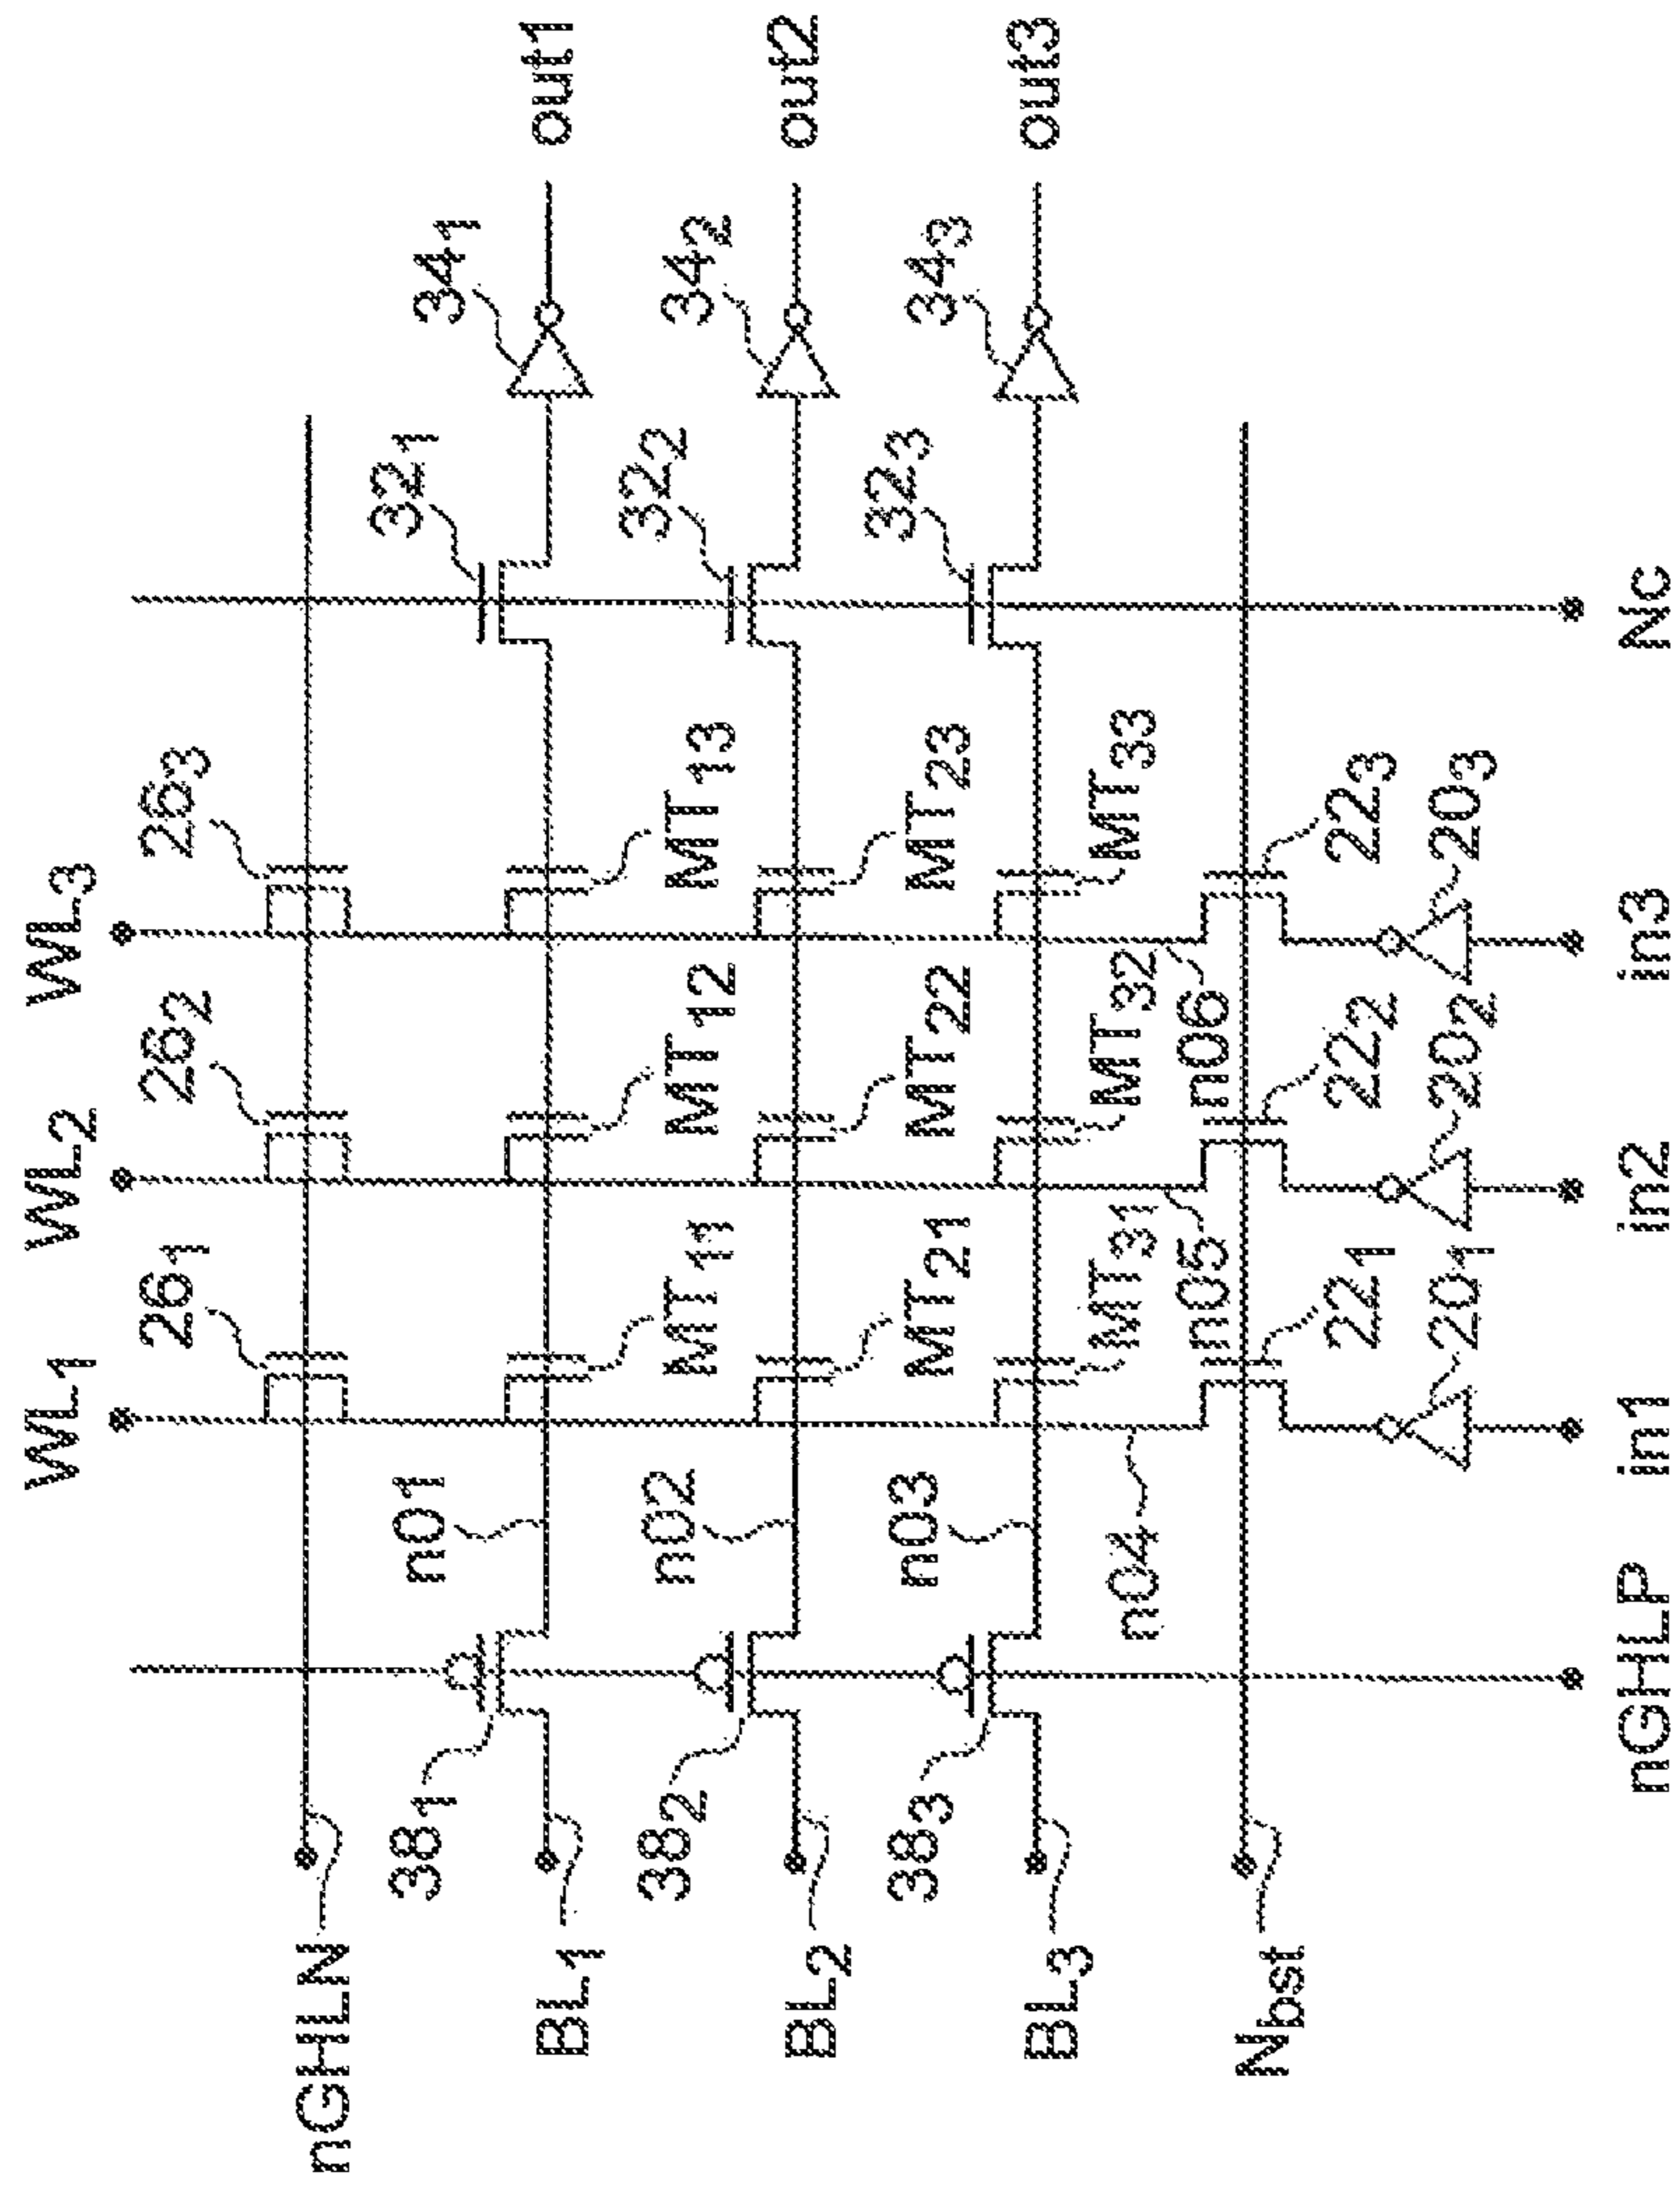 WL1
WL2
WL3
261
262
263
nGHLN
321
341
out1
381
n01
BL1
MT11
MT12
MT13
322
342
out2
382
n02
BL2
MT21
MT22
MT23
323
343
out3
383
n03
BL3
MT31
MT32
MT33
n04
n05
n06
Nbst
221
222
223
201
202
203
nGHLP
in1
in2
in3
Nc